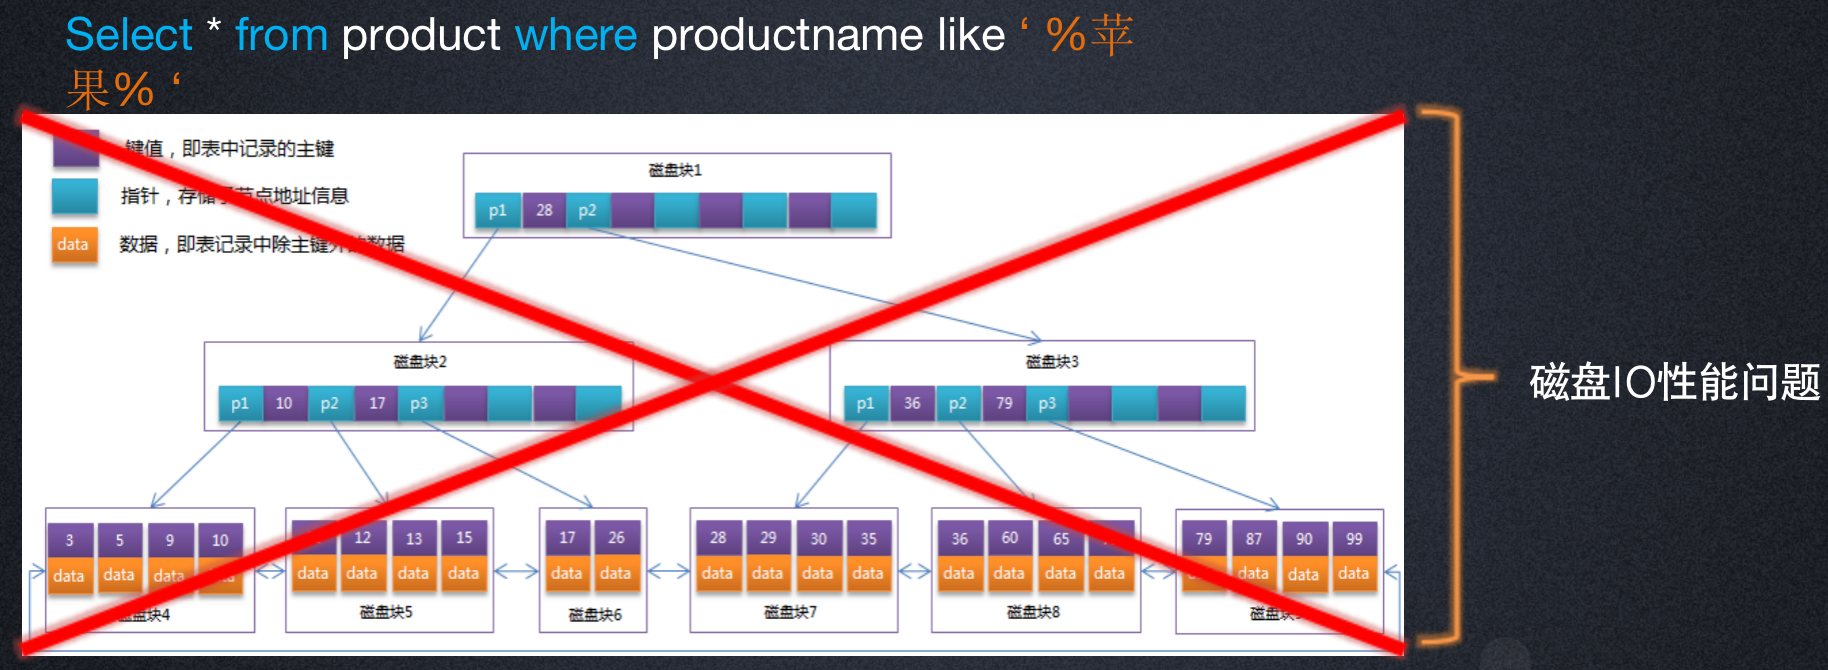 Select * from product where productname like ‘ %苹
果% ‘
键值，即表中记录的主键
指针，存储子节点地址信息
data 数据，即表记录中除主键外的数据
磁盘块1
p1 28 p2
磁盘块2
p1 10 p2 17 p3
磁盘块3
p1 36 p2 79 p3
3 5 9 10
data data data data
磁盘块4
12 13 15
data data data data
磁盘块5
17 26
data data
磁盘块6
28 29 30 35
data data data data
磁盘块7
36 60 65
data data data data
磁盘块8
79 87 90 99
data data data data
磁盘块
磁盘IO性能问题